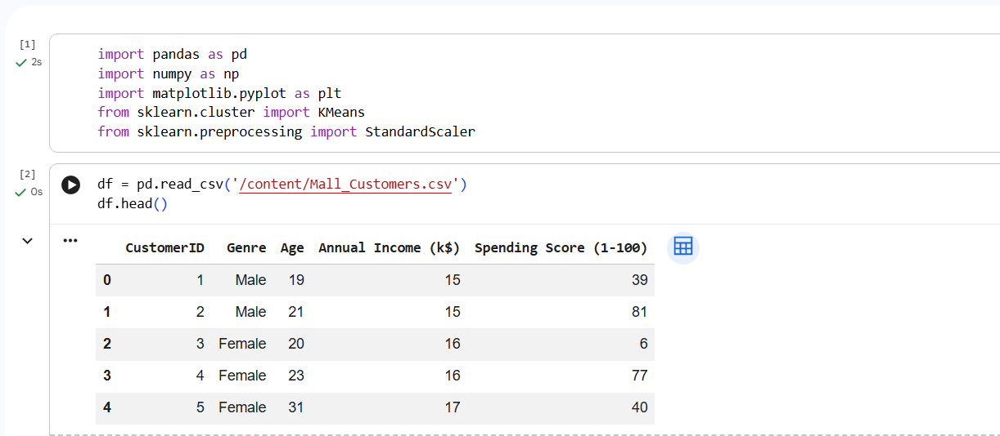 [1]
2s
import pandas as pd
import numpy as np
import matplotlib.pyplot as plt
from sklearn.cluster import KMeans
from sklearn.preprocessing import StandardScaler
[2]
0s
df = pd.read_csv('/content/Mall_Customers.csv')
df.head()
CustomerID Genre Age Annual Income (k$) Spending Score (1-100)
0 1 Male 19 15 39
1 2 Male 21 15 81
2 3 Female 20 16 6
3 4 Female 23 16 77
4 5 Female 31 17 40